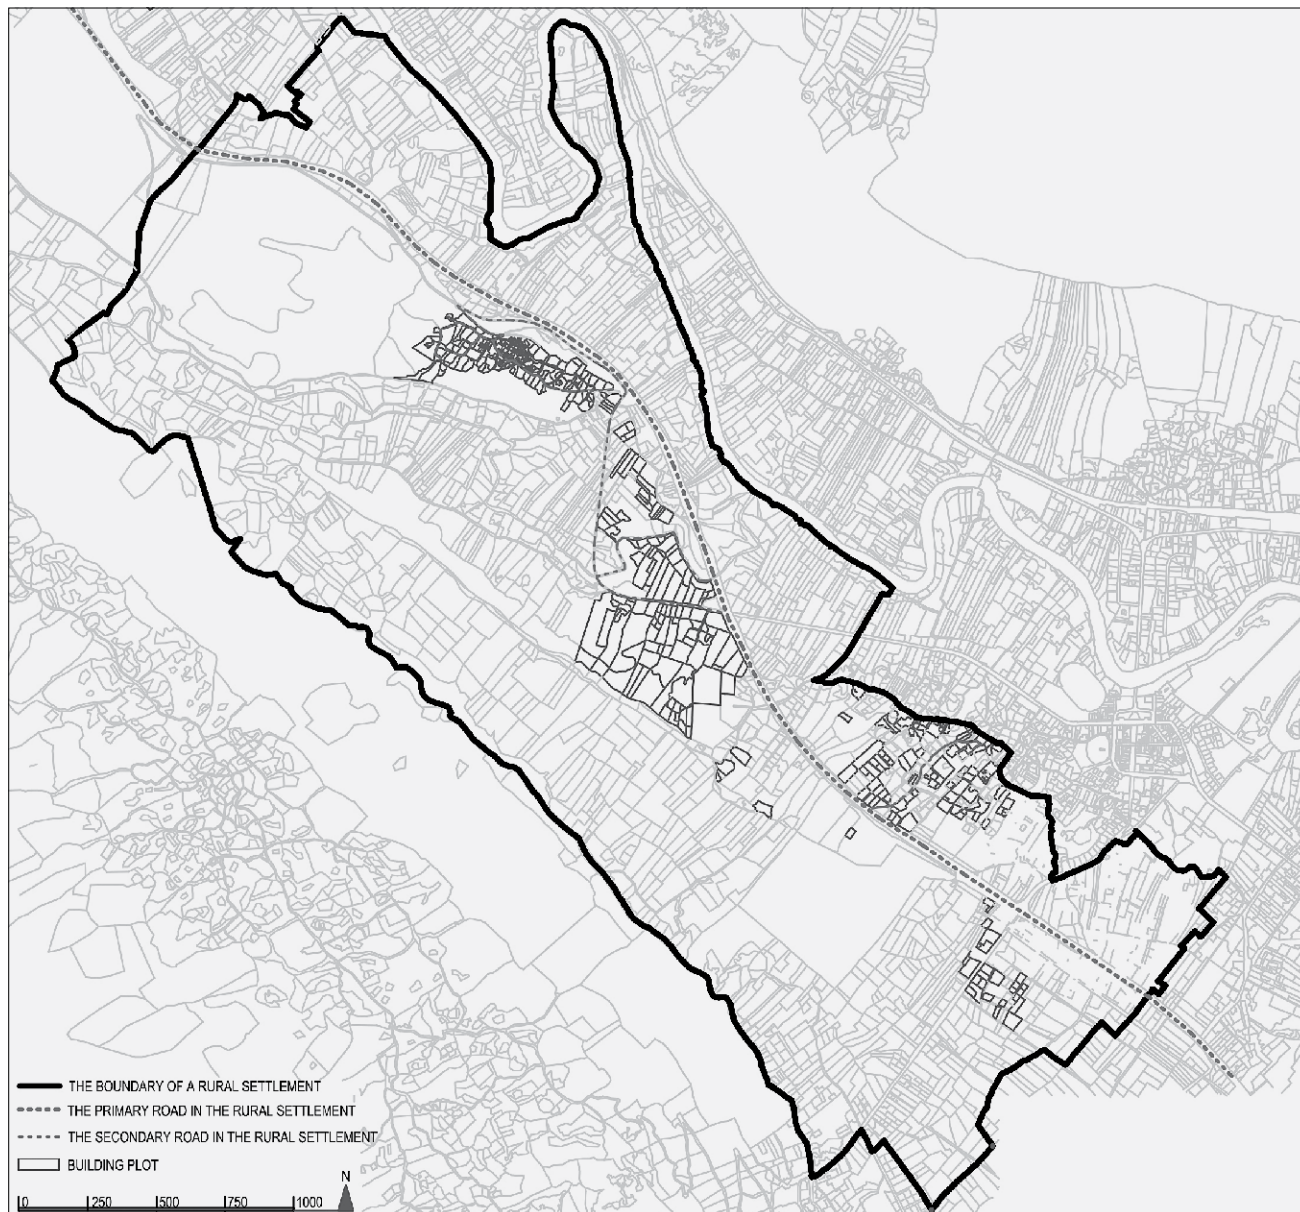 THE BOUNDARY OF A RURAL SETTLEMENT
THE PRIMARY ROAD IN THE RURAL SETTLEMENT
THE SECONDARY ROAD IN THE RURAL SETTLEMENT
BUILDING PLOT
N
0 250 500 750 1000